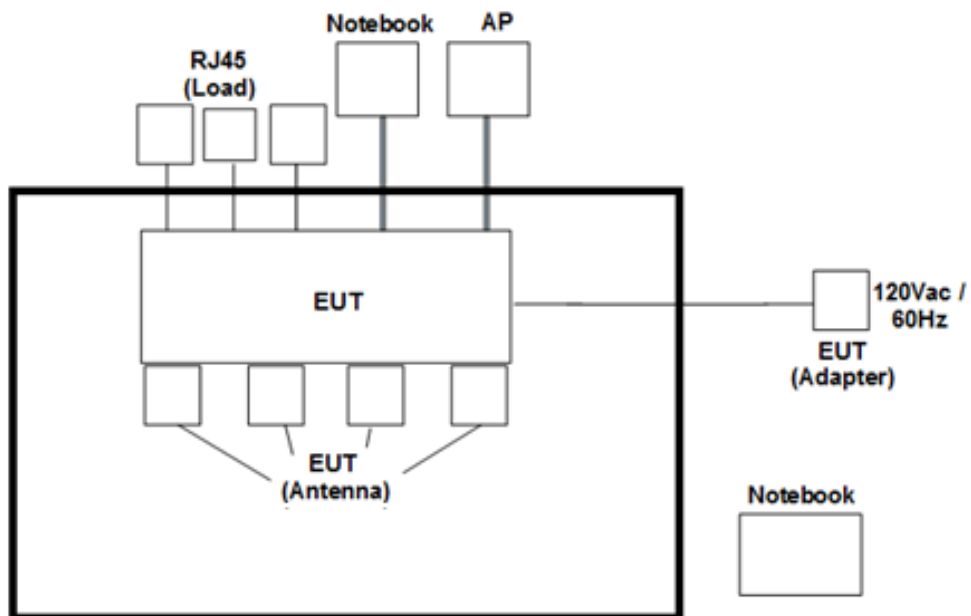 Notebook
AP
RJ45
(Load)
EUT
120Vac /
60Hz
EUT
(Adapter)
EUT
(Antenna)
Notebook